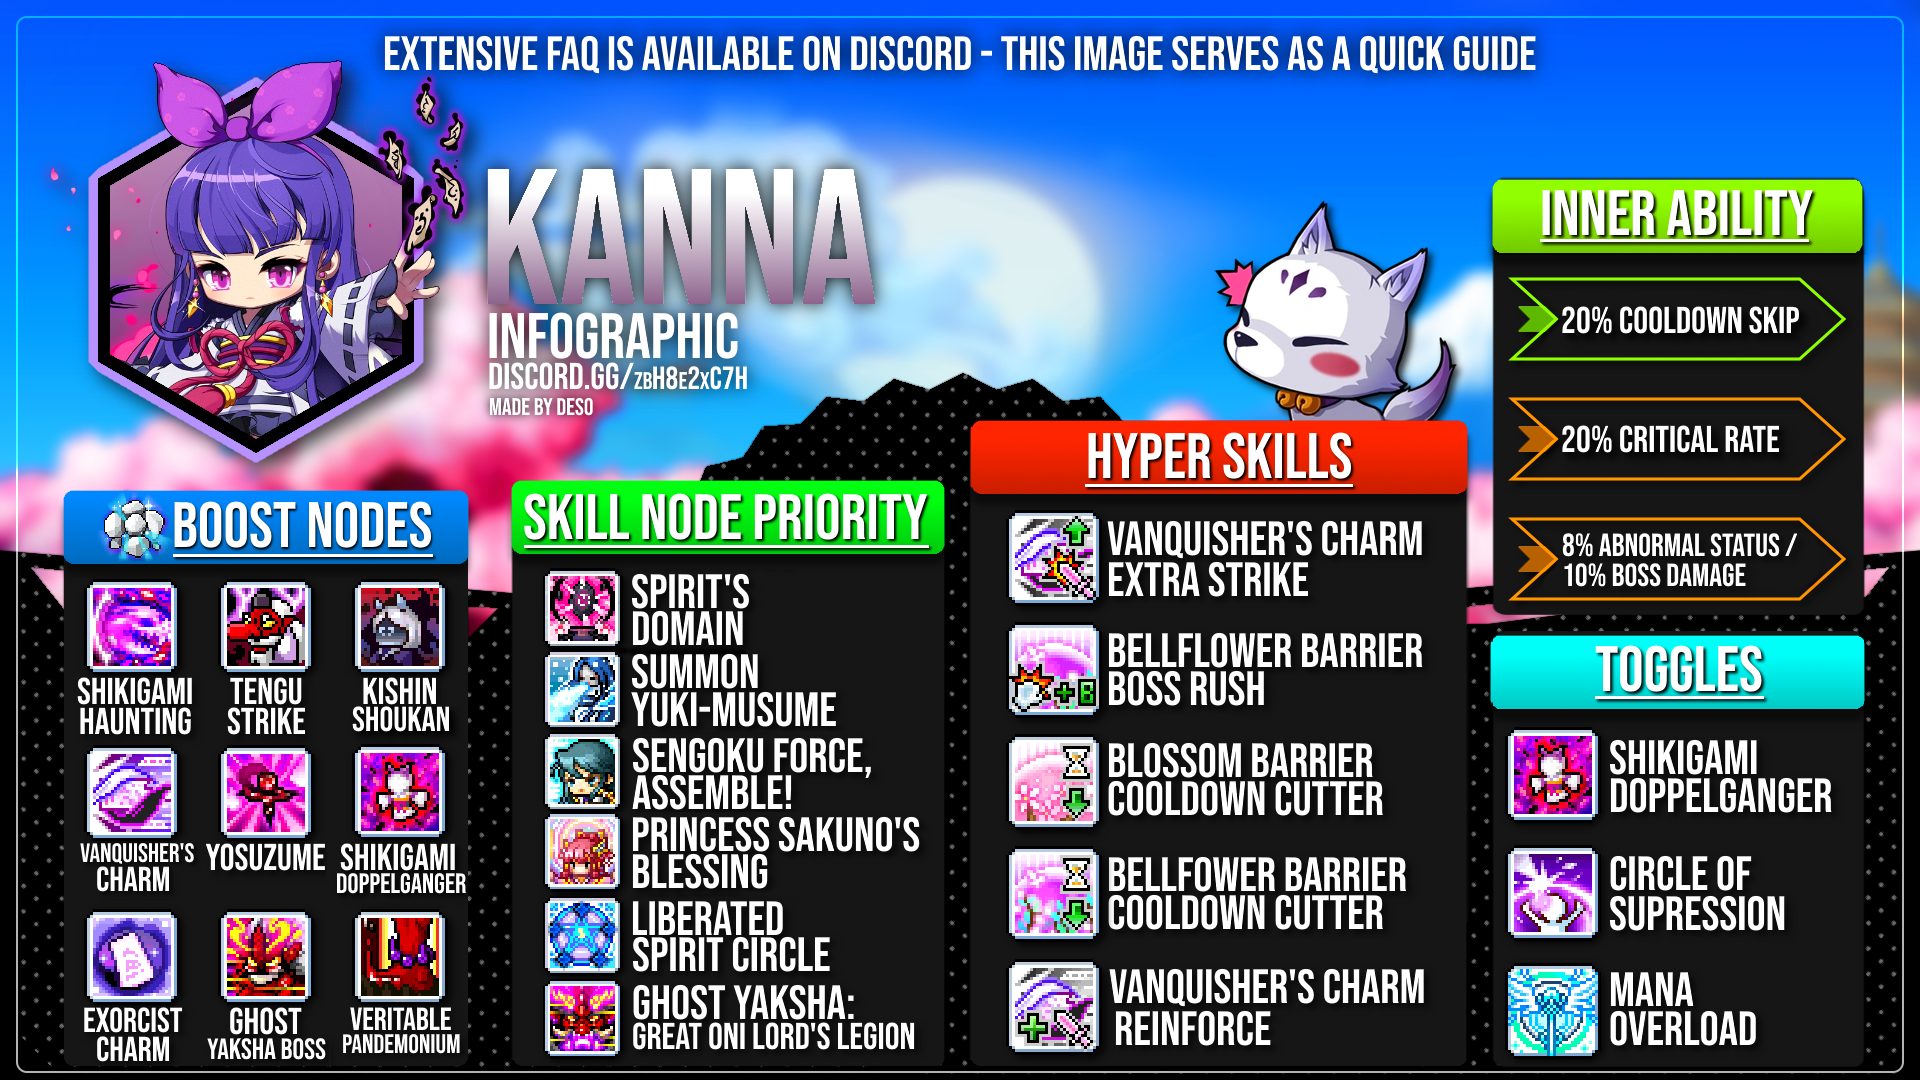 EXTENSIVE FAQ IS AVAILABLE ON DISCORD - THIS IMAGE SERVES AS A QUICK GUIDE
KANNA
INFOGRAPHIC
DISCORD.GG/ZBH8E2XC7H
MADE BY DESO
BOOST NODES
SHIKIGAMI
HAUNTING
TENGU
STRIKE
KISHIN
SHOUKAN
VANQUISHER'S
CHARM
YOSUZUME
SHIKIGAMI
DOPPELGANGER
EXORCIST
CHARM
GHOST
YAKSHA BOSS
VERITABLE
PANDEMONIUM
SKILL NODE PRIORITY
SPIRIT'S
DOMAIN
SUMMON
YUKI-MUSUME
SENGOKU FORCE,
ASSEMBLE!
PRINCESS SAKUNO'S
BLESSING
LIBERATED
SPIRIT CIRCLE
GHOST YAKSHA:
GREAT ONI LORD'S LEGION
HYPER SKILLS
VANQUISHER'S CHARM
EXTRA STRIKE
+B
BELLFLOWER BARRIER
BOSS RUSH
BLOSSOM BARRIER
COOLDOWN CUTTER
BELLFOWER BARRIER
COOLDOWN CUTTER
VANQUISHER'S CHARM
REINFORCE
INNER ABILITY
20% COOLDOWN SKIP
20% CRITICAL RATE
8% ABNORMAL STATUS /
10% BOSS DAMAGE
TOGGLES
SHIKIGAMI
DOPPELGANGER
CIRCLE OF
SUPRESSION
MANA
OVERLOAD